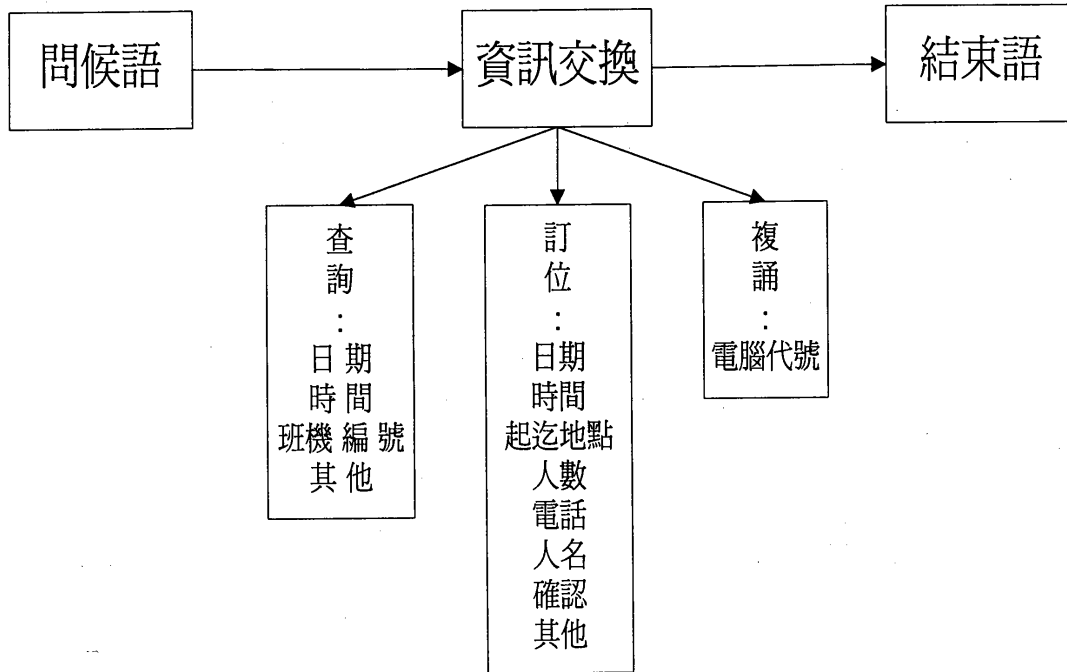 問候語
資訊交換
結束語
查
詢
：
日 期
時 間
班機 編 號
其 他
訂
位
：
日期
時間
起迄地點
人數
電話
人名
確認
其他
複
誦
：
電腦代號